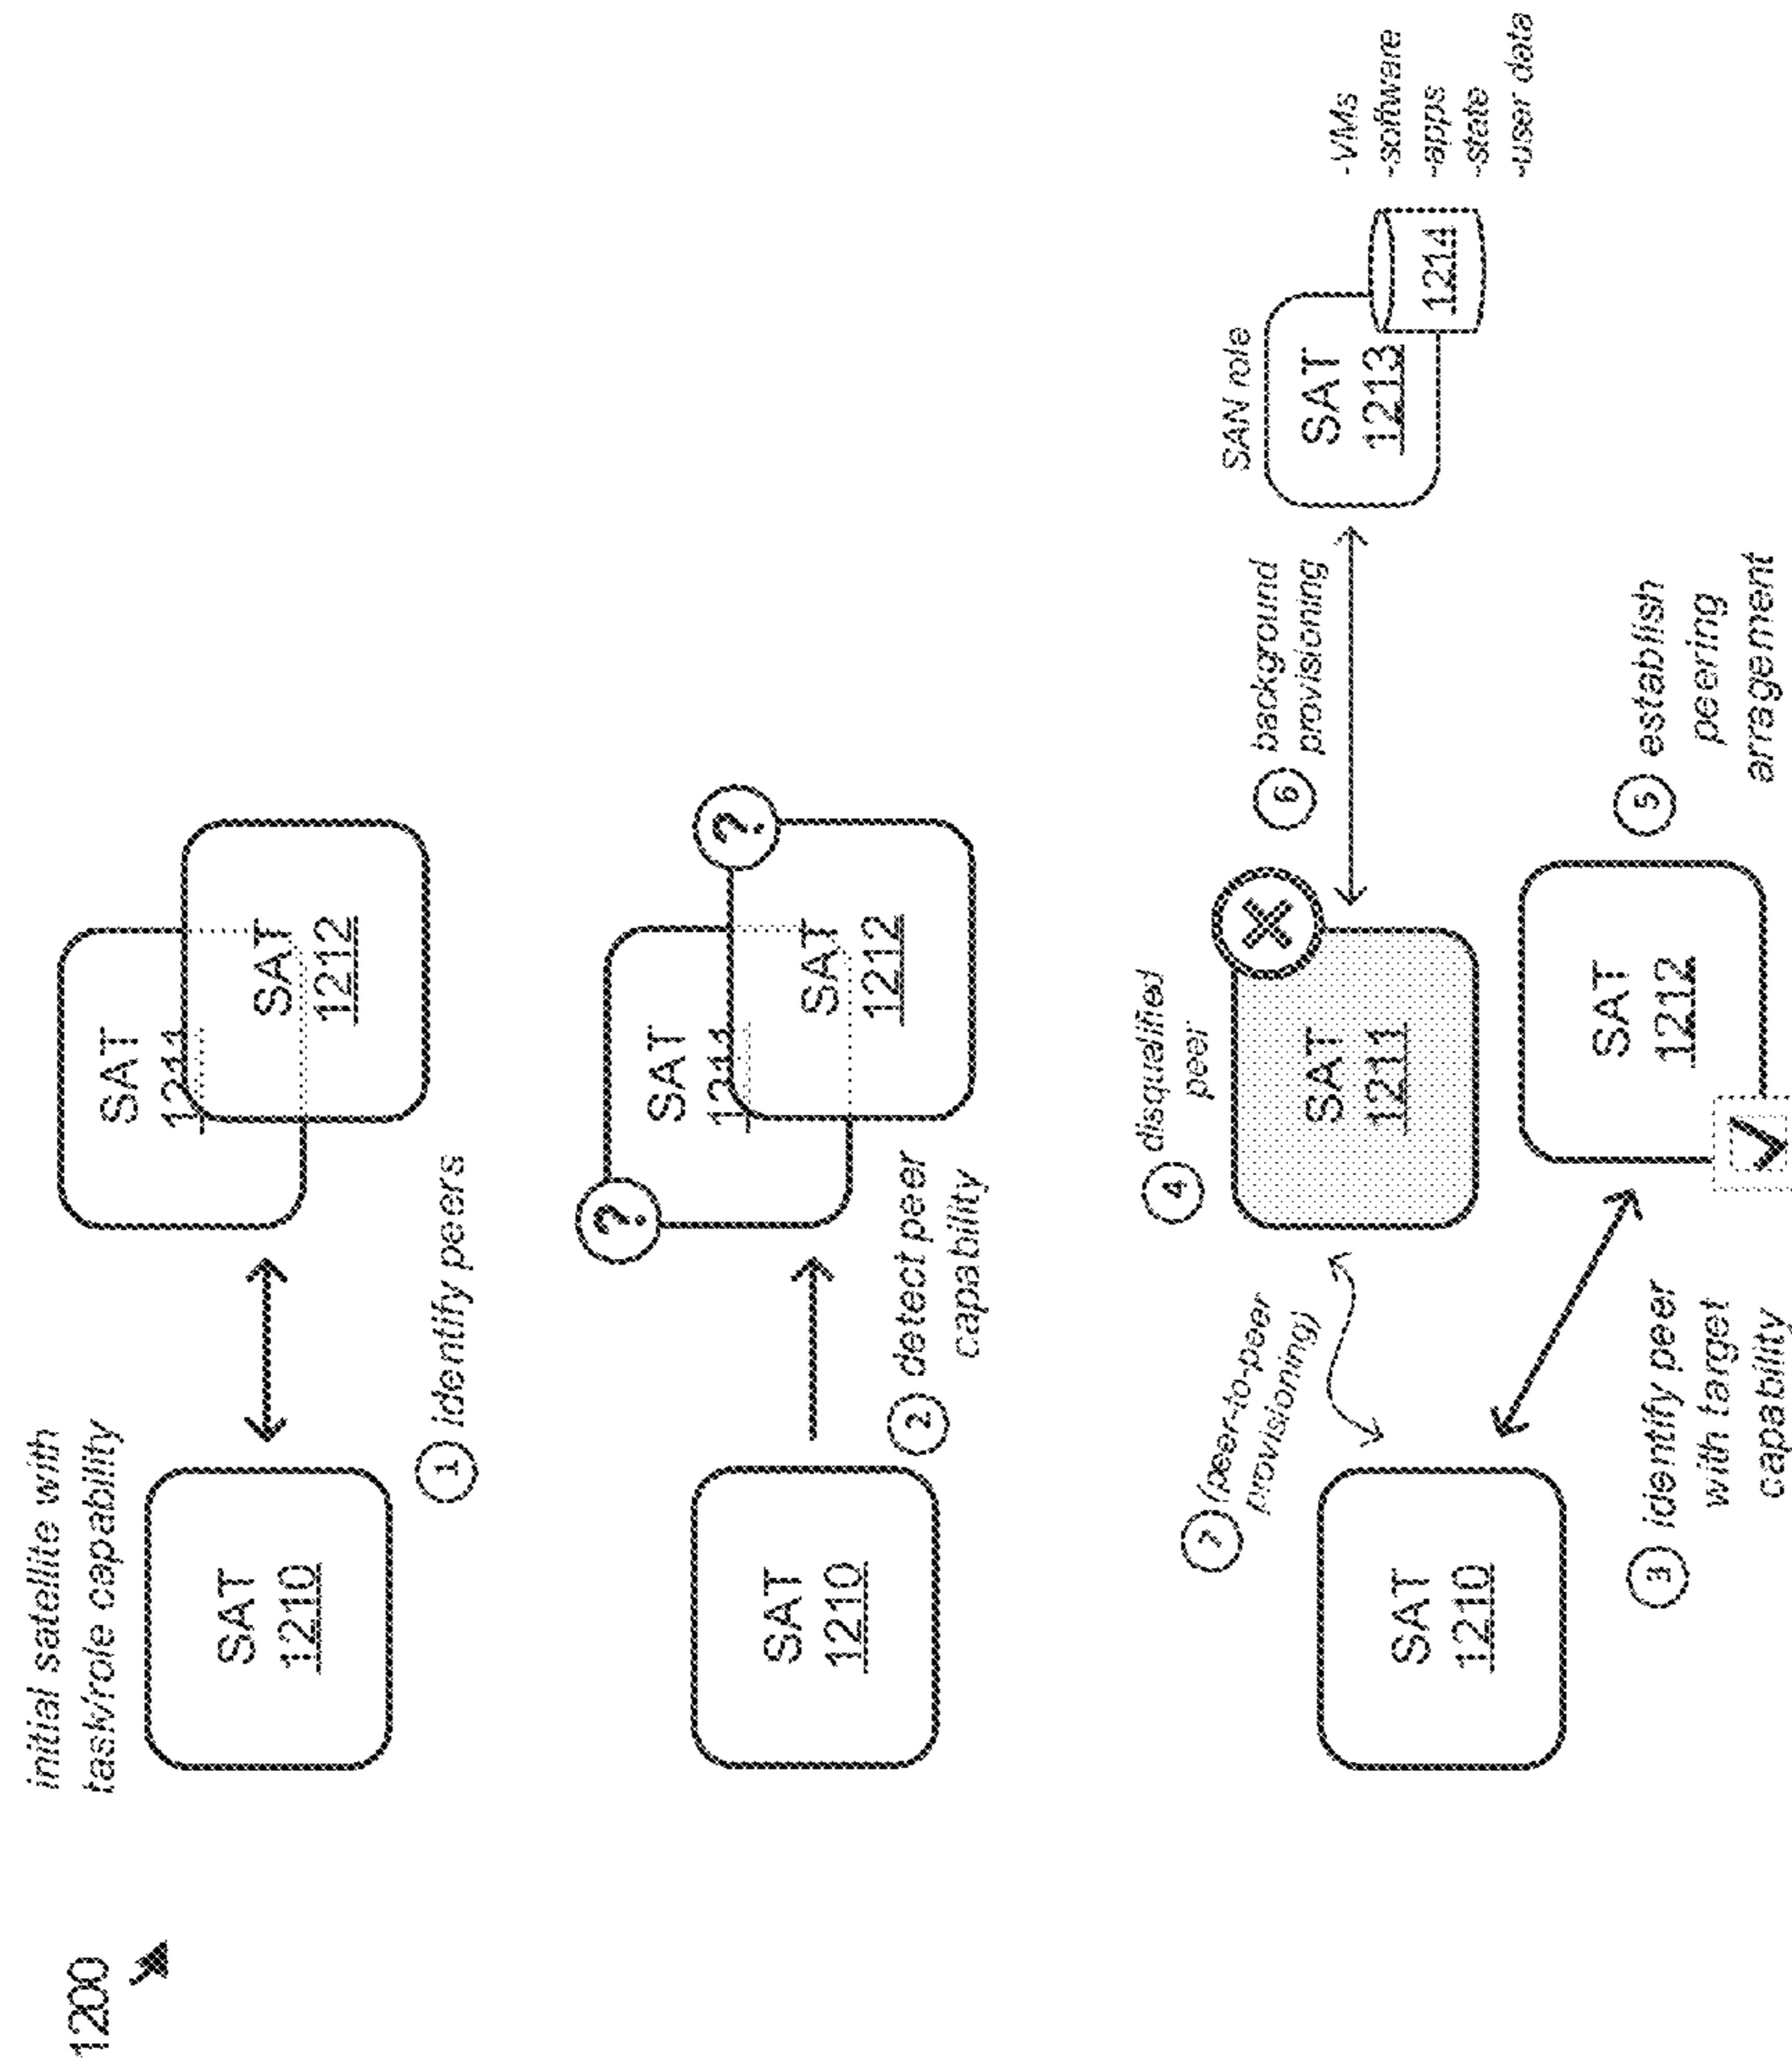 1200
initial satellite with
task/role capability
SAT
1210
SAT
1211
SAT
1212
1 identify peers
SAT
1210
? SAT
1211
? SAT
1212
2 detect peer
capability
SAT
1210
7 (peer-to-peer
provisioning)
4 disqualified
peer
SAT
1211
6 background
provisioning
SAN role
SAT
1213
1214
-VMs
-software
-apps
-state
-user data
3 identify peer
with target
capability
SAT
1212
5 establish
peering
arragement